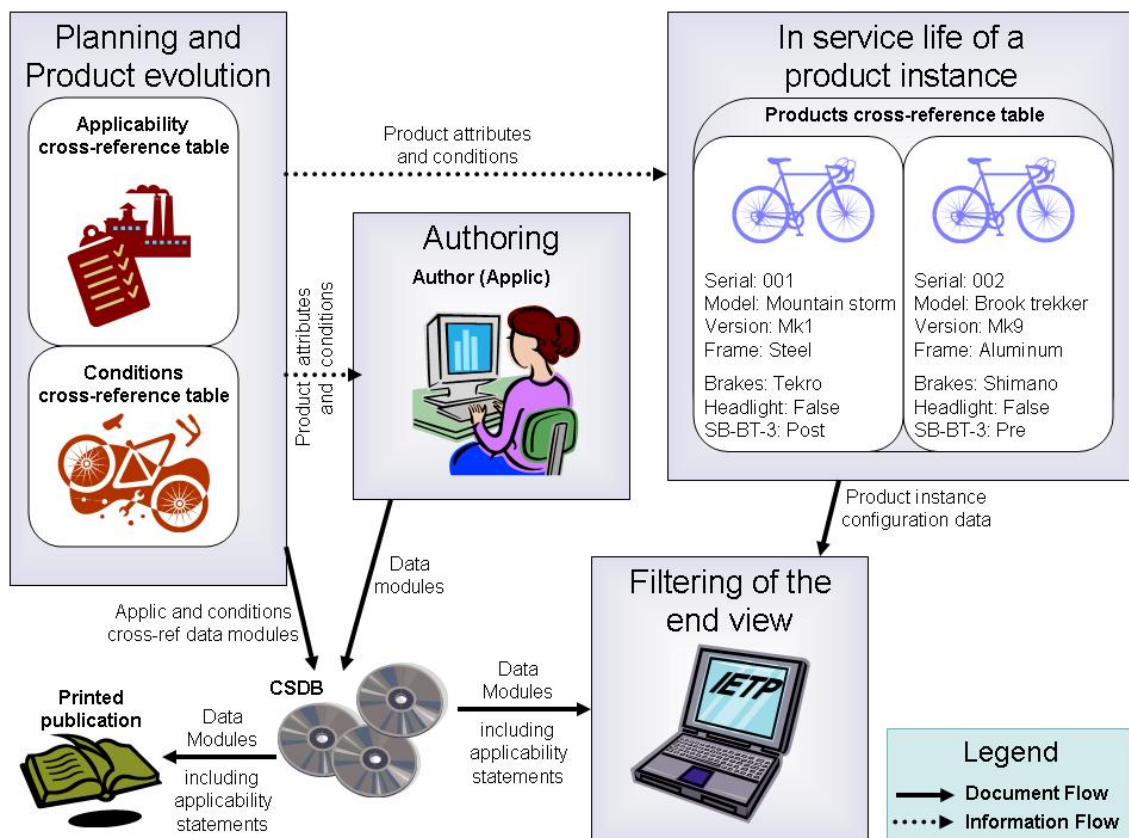 Planning and
Product evolution
Applicability
cross-reference table
Conditions
cross-reference table
Product attributes
and conditions
Product attributes
and conditions
Authoring
Author (Applic)
In service life of a
product instance
Products cross-reference table
Serial: 001
Model: Mountain storm
Version: Mk1
Frame: Steel
Brakes: Tekro
Headlight: False
SB-BT-3: Post
Serial: 002
Model: Brook trekker
Version: Mk9
Frame: Aluminum
Brakes: Shimano
Headlight: False
SB-BT-3: Pre
Product instance
configuration data
Data
modules
Applic and conditions
cross-ref data modules
Filtering of the
end view
IETP
CSDB
Data
Modules
including
applicability
statements
Printed
publication
Data
Modules
including
applicability
statements
Legend
Document Flow
Information Flow